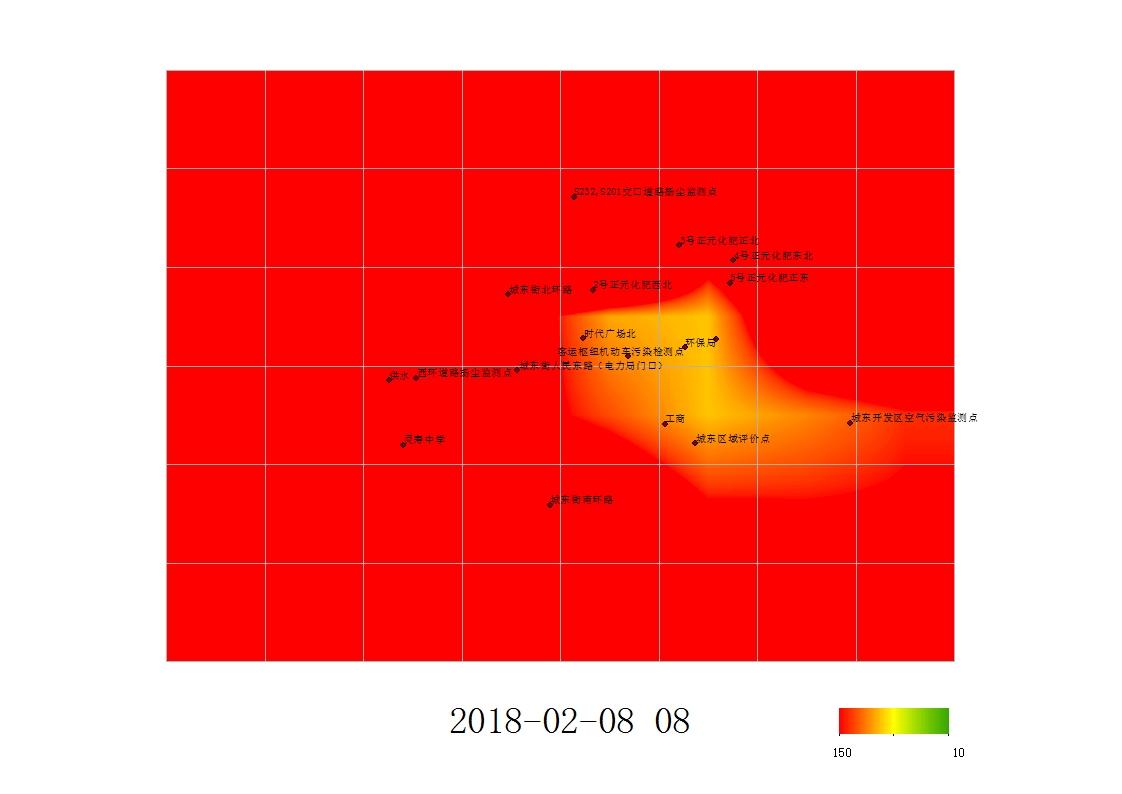 S232,S201交口道路扬尘监测点
3号正元化肥正北
4号正元化肥东北
5号正元化肥正东
2号正元化肥西北
城东街北环路
时代广场北
环保局
客运枢纽机动车污染检测点
城东街人民东路（电力局门口）
西环道路扬尘监测点
供水
城东开发区空气污染监测点
工商
城东区域评价点
灵寿中学
城东街南环路
2018-02-08 08
150
10